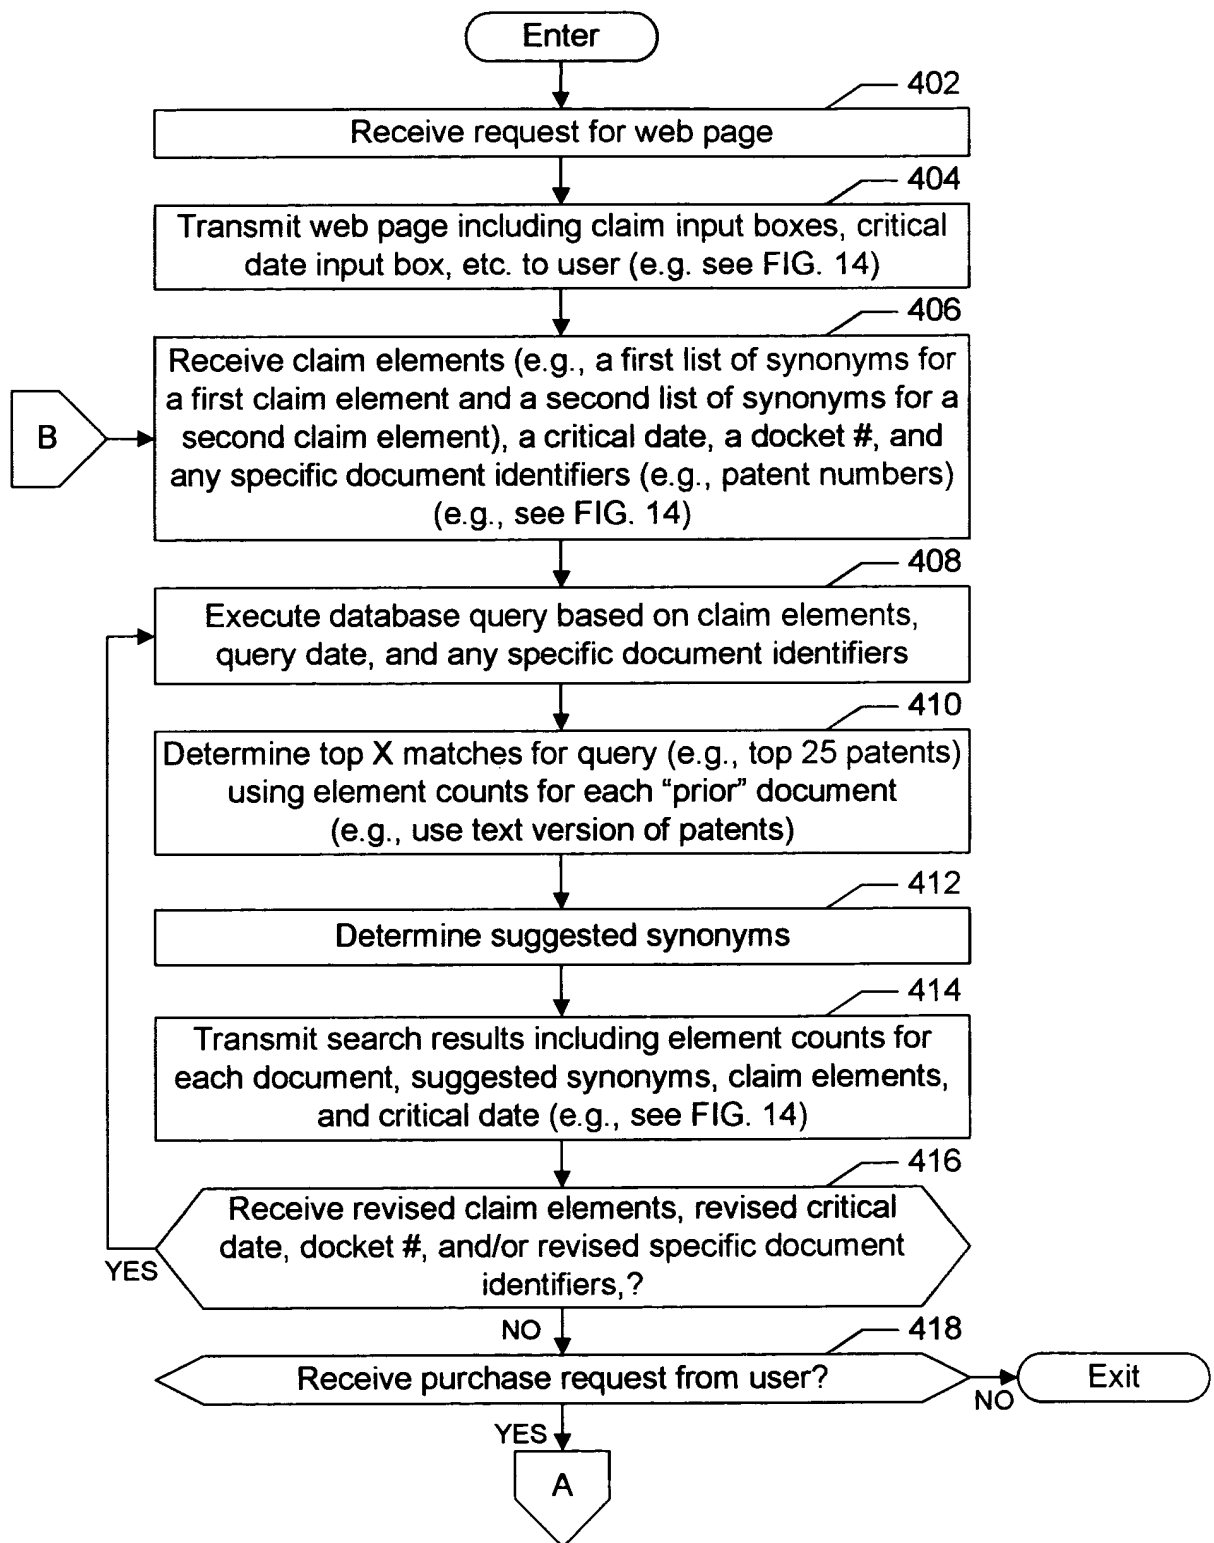 Enter
402
Receive request for web page
404
Transmit web page including claim input boxes, critical
date input box, etc. to user (e.g. see FIG. 14)
406
Receive claim elements (e.g., a first list of synonyms for
a first claim element and a second list of synonyms for a
second claim element), a critical date, a docket #, and
any specific document identifiers (e.g., patent numbers)
(e.g., see FIG. 14)
B
408
Execute database query based on claim elements,
query date, and any specific document identifiers
410
Determine top X matches for query (e.g., top 25 patents)
using element counts for each “prior” document
(e.g., use text version of patents)
412
Determine suggested synonyms
414
Transmit search results including element counts for
each document, suggested synonyms, claim elements,
and critical date (e.g., see FIG. 14)
416
Receive revised claim elements, revised critical
date, docket #, and/or revised specific document
identifiers,?
YES
NO
418
Receive purchase request from user?
NO
Exit
YES
A